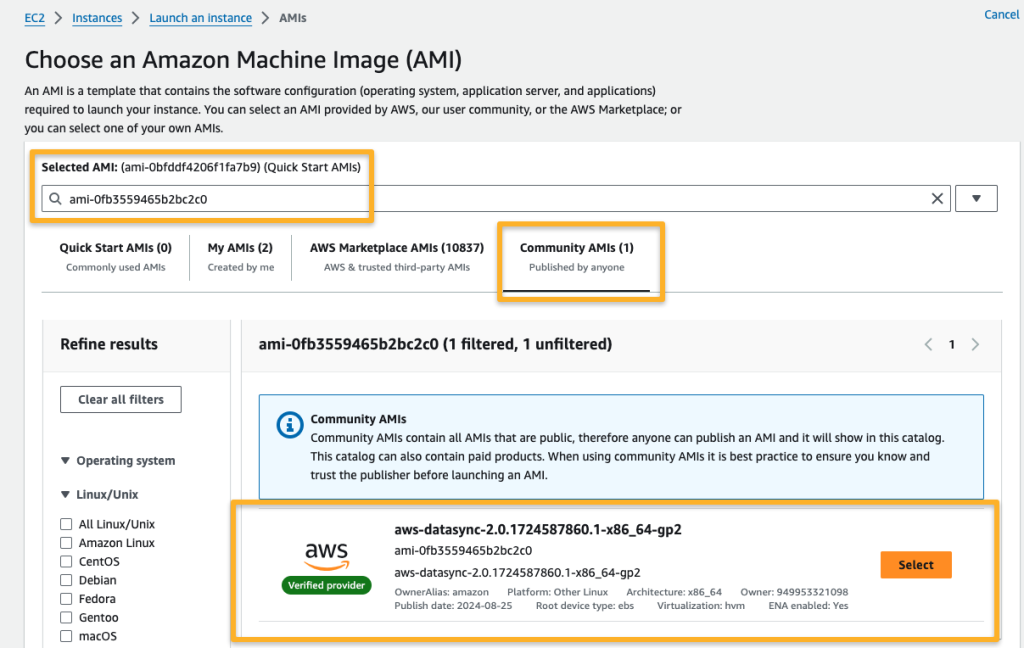 EC2 > Instances > Launch an instance > AMIs
Cancel
Choose an Amazon Machine Image (AMI)
An AMI is a template that contains the software configuration (operating system, application server, and applications)
required to launch your instance. You can select an AMI provided by AWS, our user community, or the AWS Marketplace; or
you can select one of your own AMIs.
Selected AMI: (ami-0bfddf4206f1fa7b9) (Quick Start AMIs)
ami-0fb3559465b2bc2c0
Quick Start AMIs (0)
Commonly used AMIs
My AMIs (2)
Created by me
AWS Marketplace AMIs (10837)
AWS & trusted third-party AMIs
Community AMIs (1)
Published by anyone
Refine results
Clear all filters
Operating system
Linux/Unix
All Linux/Unix
Amazon Linux
CentOS
Debian
Fedora
Gentoo
macOS
ami-0fb3559465b2bc2c0 (1 filtered, 1 unfiltered)
1
Community AMIs
Community AMIs contain all AMIs that are public, therefore anyone can publish an AMI and it will show in this catalog.
This catalog can also contain paid products. When using community AMIs it is best practice to ensure you know and
trust the publisher before launching an AMI.
aws
Verified provider
aws-datasync-2.0.1724587860.1-x86_64-gp2
ami-0fb3559465b2bc2c0
aws-datasync-2.0.1724587860.1-x86_64-gp2
OwnerAlias: amazon Platform: Other Linux Architecture: x86_64 Owner: 949953321098
Publish date: 2024-08-25 Root device type: ebs Virtualization: hvm ENA enabled: Yes
Select